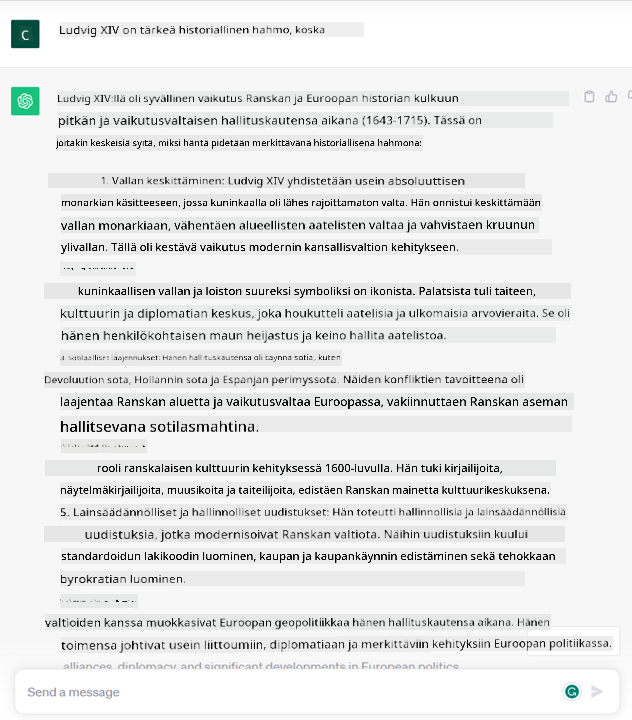 C
Ludvig XIV on tärkeä historiallinen hahmo, koska
Ludvig XIV:llä oli syvällinen vaikutus Ranskan ja Euroopan historian kulkuun
pitkän ja vaikutusvaltaisen hallituskautensa aikana (1643-1715). Tässä on
joitakin keskeisiä syitä, miksi häntä pidetään merkittävänä historiallisena hahmona:
1. Vallan keskittäminen: Ludvig XIV yhdistetään usein absoluuttisen
monarkian käsitteeseen, jossa kuninkaalla oli lähes rajoittamaton valta. Hän onnistui keskittämään
vallan monarkiaan, vähentäen alueellisten aatelisten valtaa ja vahvistaen kruunun
ylivallan. Tällä oli kestävä vaikutus modernin kansallisvaltion kehitykseen.
kuninkaallisen vallan ja loiston suureksi symboliksi on ikonista. Palatsista tuli taiteen,
kulttuurin ja diplomatian keskus, joka houkutteli aatelisia ja ulkomaisia arvovieraita. Se oli
hänen henkilökohtaisen maun heijastus ja keino hallita aatelistoa.
3. Sotilaalliset laajennukset: Hänen hallituskautensa oli täynnä sotia, kuten
Devoluution sota, Hollannin sota ja Espanjan perimyssota. Näiden konfliktien tavoitteena oli
laajentaa Ranskan aluetta ja vaikutusvaltaa Euroopassa, vakiinnuttaen Ranskan aseman
hallitsevana sotilasmahtina.
rooli ranskalaisen kulttuurin kehityksessä 1600-luvulla. Hän tuki kirjailijoita,
näytelmäkirjailijoita, muusikoita ja taiteilijoita, edistäen Ranskan mainetta kulttuurikeskuksena.
5. Lainsäädännölliset ja hallinnolliset uudistukset: Hän toteutti hallinnollisia ja lainsäädännöllisiä
uudistuksia, jotka modernisoivat Ranskan valtiota. Näihin uudistuksiin kuului
standardoidun lakikoodin luominen, kaupan ja kaupankäynnin edistäminen sekä tehokkaan
byrokratian luominen.
valtioiden kanssa muokkasivat Euroopan geopolitiikkaa hänen hallituskautensa aikana. Hänen
toimensa johtivat usein liittoumiin, diplomatiaan ja merkittäviin kehityksiin Euroopan politiikassa.
alliances, diplomacy, and significant developments in European politics.
Send a message